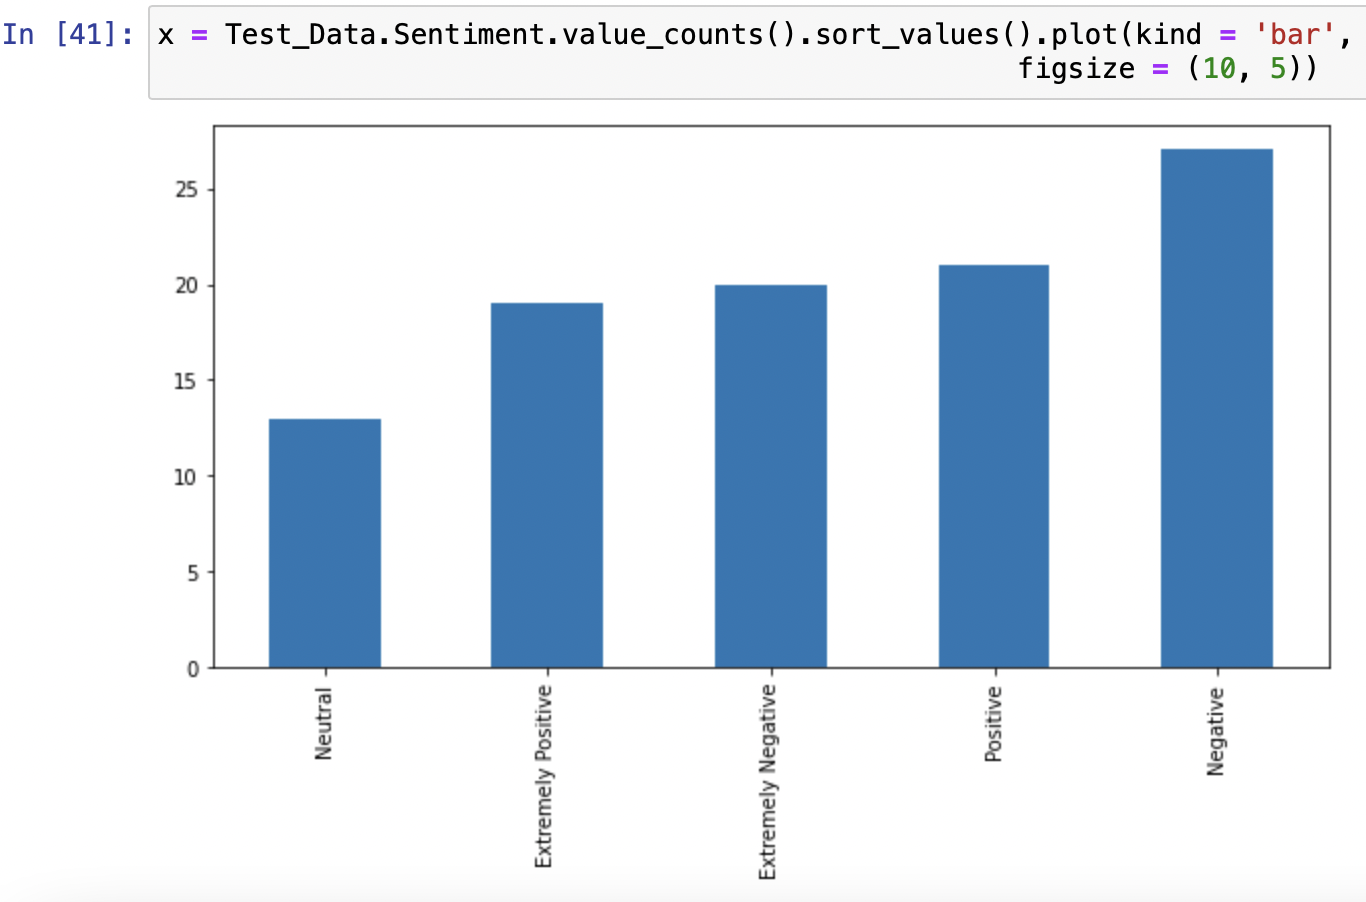 In [41]: x = Test_Data.Sentiment.value_counts().sort_values().plot(kind = 'bar',
figsize = (10, 5))
25
20
15
10
5
0
Neutral
Extremely Positive
Extremely Negative
Positive
Negative